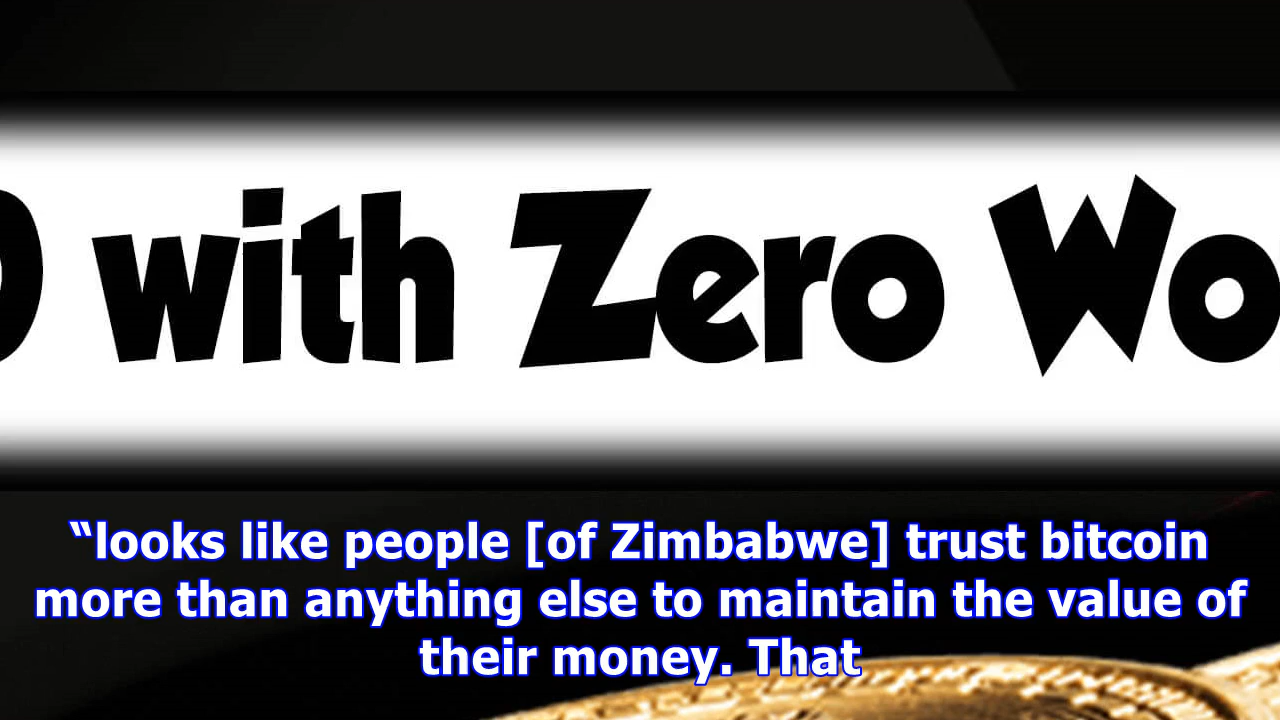 with Zero
“looks like people [of Zimbabwe] trust bitcoin
more than anything else to maintain the value of
their money. That